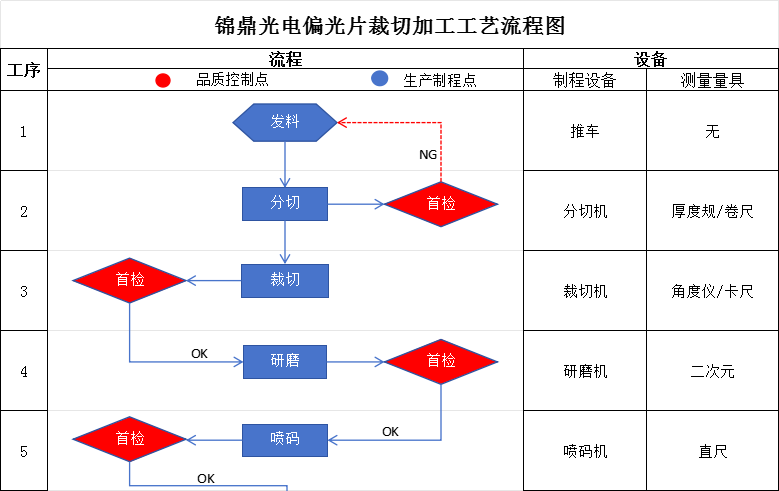 锦鼎光电偏光片裁切加工工艺流程图
工序 流程 设备
品质控制点 生产制程点 制程设备 测量量具
1 发料 推车 无
NG
2 分切 首检 分切机 厚度规/卷尺
3 首检 裁切 裁切机 角度仪/卡尺
OK
4 研磨 首检 研磨机 二次元
OK
5 首检 喷码 喷码机 直尺
OK